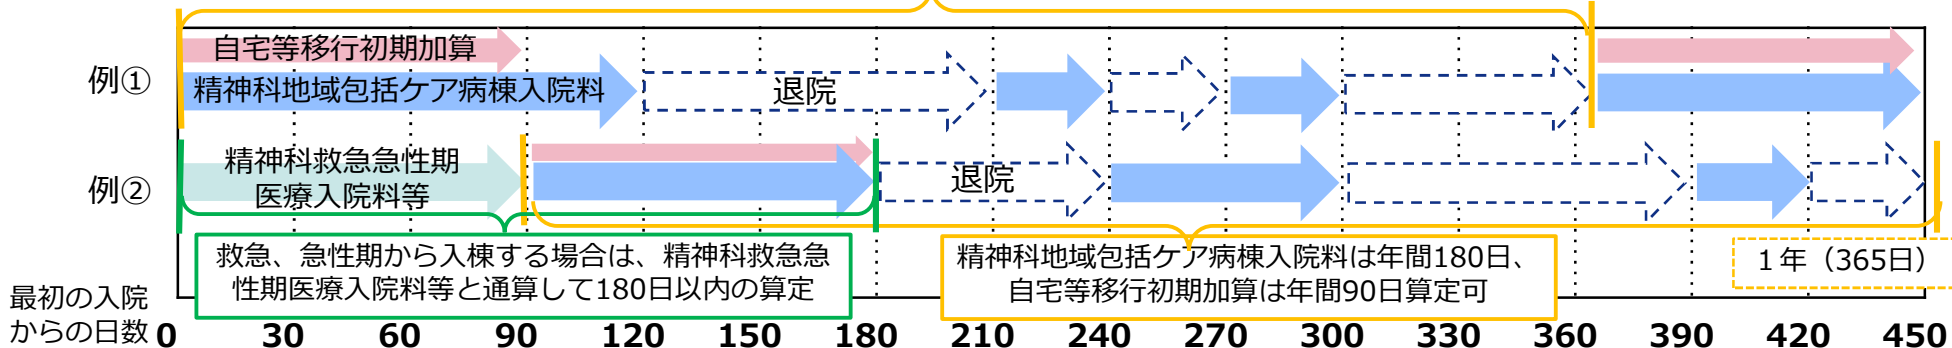 例①
自宅等移行初期加算
精神科地域包括ケア病棟入院料
退院
例②
精神科救急急性期
医療入院料等
退院
救急、急性期から入棟する場合は、精神科救急急
性期医療入院料等と通算して180日以内の算定
精神科地域包括ケア病棟入院料は年間180日、
自宅等移行初期加算は年間90日算定可
1年（365日）
最初の入院
からの日数
0 30 60 90 120 150 180 210 240 270 300 330 360 390 420 450